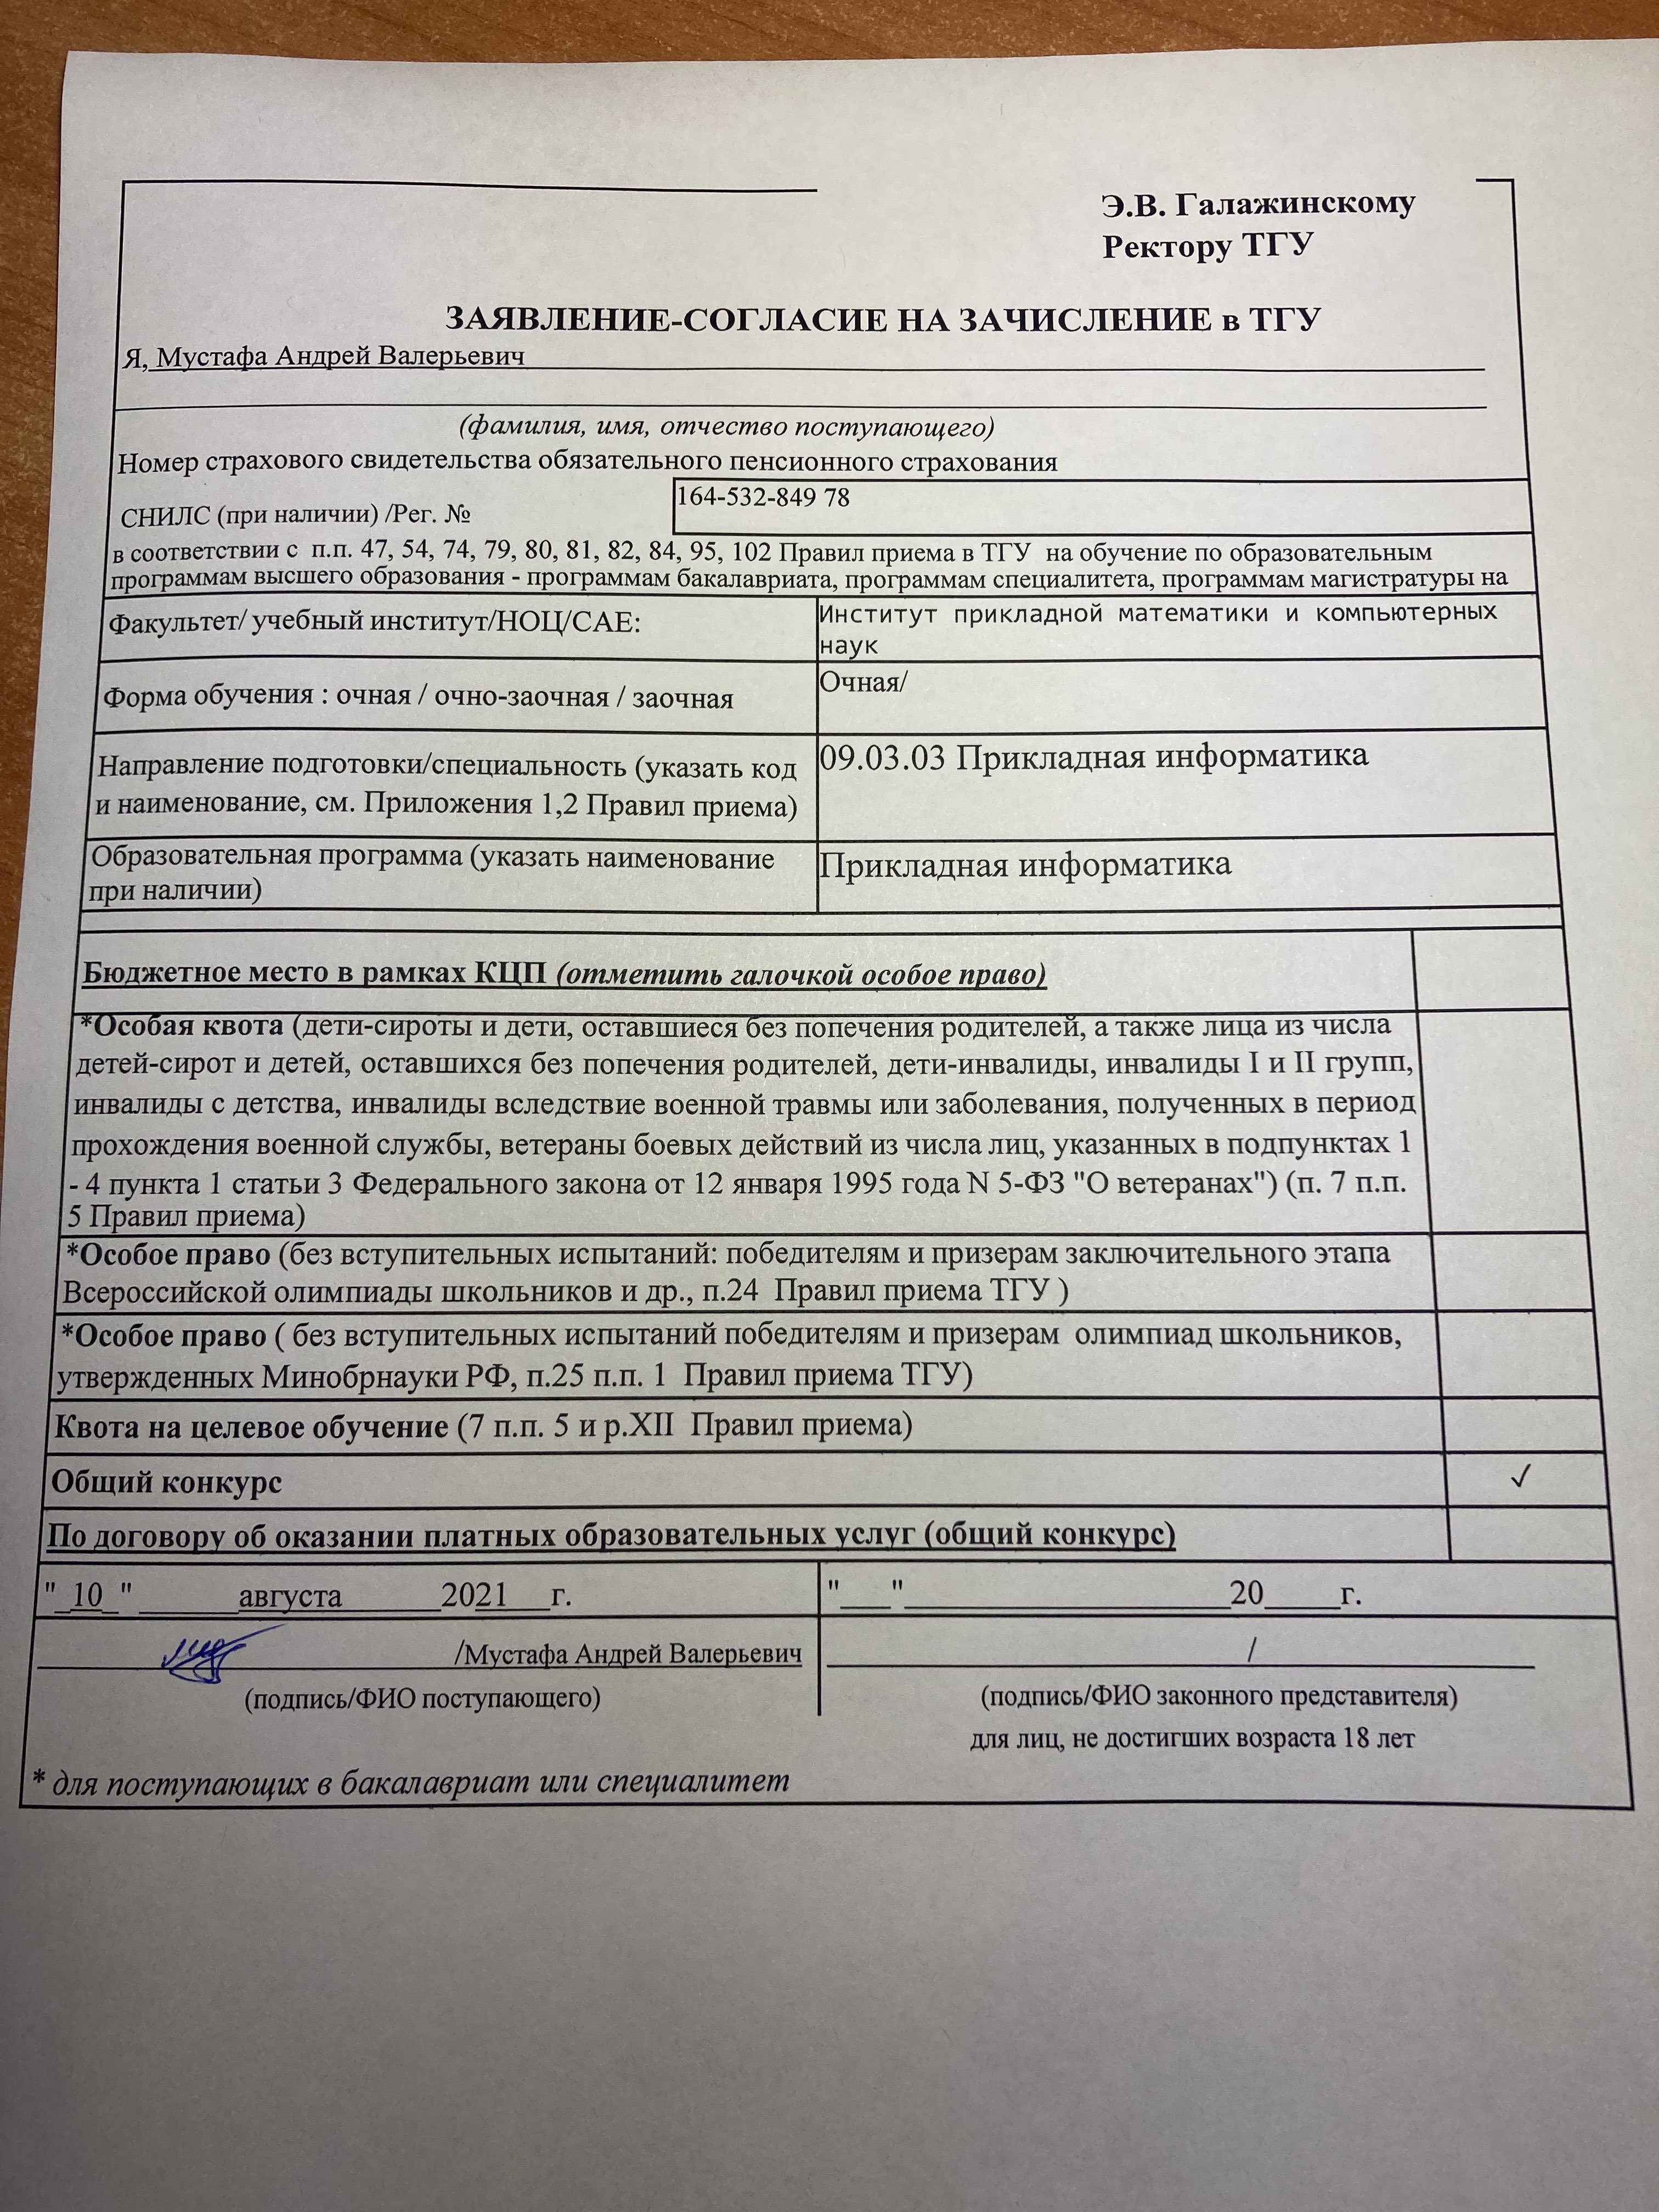 Э.В. Галажинскому
Ректору ТГУ
ЗАЯВЛЕНИЕ-СОГЛАСИЕ НА ЗАЧИСЛЕНИЕ в ТГУ
Я, Мустафа Андрей Валерьевич
(фамилия, имя, отчество поступающего)
Номер страхового свидетельства обязательного пенсионного страхования
СНИЛС (при наличии) /Рег. № 164-532-849 78
в соответствии с п.п. 47, 54, 74, 79, 80, 81, 82, 84, 95, 102 Правил приема в ТГУ на обучение по образовательным
программам высшего образования - программам бакалавриата, программам специалитета, программам магистратуры на
Факультет/ учебный институт/НОЦ/САЕ:
Институт прикладной математики и компьютерных
наук
Форма обучения : очная / очно-заочная / заочная
Очная/
Направление подготовки/специальность (указать код
и наименование, см. Приложения 1,2 Правил приема)
09.03.03 Прикладная информатика
Образовательная программа (указать наименование
при наличии)
Прикладная информатика
Бюджетное место в рамках КЦП (отметить галочкой особое право)
*Особая квота (дети-сироты и дети, оставшиеся без попечения родителей, а также лица из числа
детей-сирот и детей, оставшихся без попечения родителей, дети-инвалиды, инвалиды I и II групп,
инвалиды с детства, инвалиды вследствие военной травмы или заболевания, полученных в период
прохождения военной службы, ветераны боевых действий из числа лиц, указанных в подпунктах 1
- 4 пункта 1 статьи 3 Федерального закона от 12 января 1995 года N 5-ФЗ "О ветеранах") (п. 7 п.п.
5 Правил приема)
*Особое право (без вступительных испытаний: победителям и призерам заключительного этапа
Всероссийской олимпиады школьников и др., п.24 Правил приема ТГУ )
*Особое право ( без вступительных испытаний победителям и призерам олимпиад школьников,
утвержденных Минобрнауки РФ, п.25 п.п. 1 Правил приема ТГУ)
Квота на целевое обучение (7 п.п. 5 и р.XII Правил приема)
Общий конкурс ✓
По договору об оказании платных образовательных услуг (общий конкурс)
"_10_" ______августа______2021___г.
"___"____________________20_____г.
/Мустафа Андрей Валерьевич
/
(подпись/ФИО поступающего)
(подпись/ФИО законного представителя)
для лиц, не достигших возраста 18 лет
* для поступающих в бакалавриат или специалитет